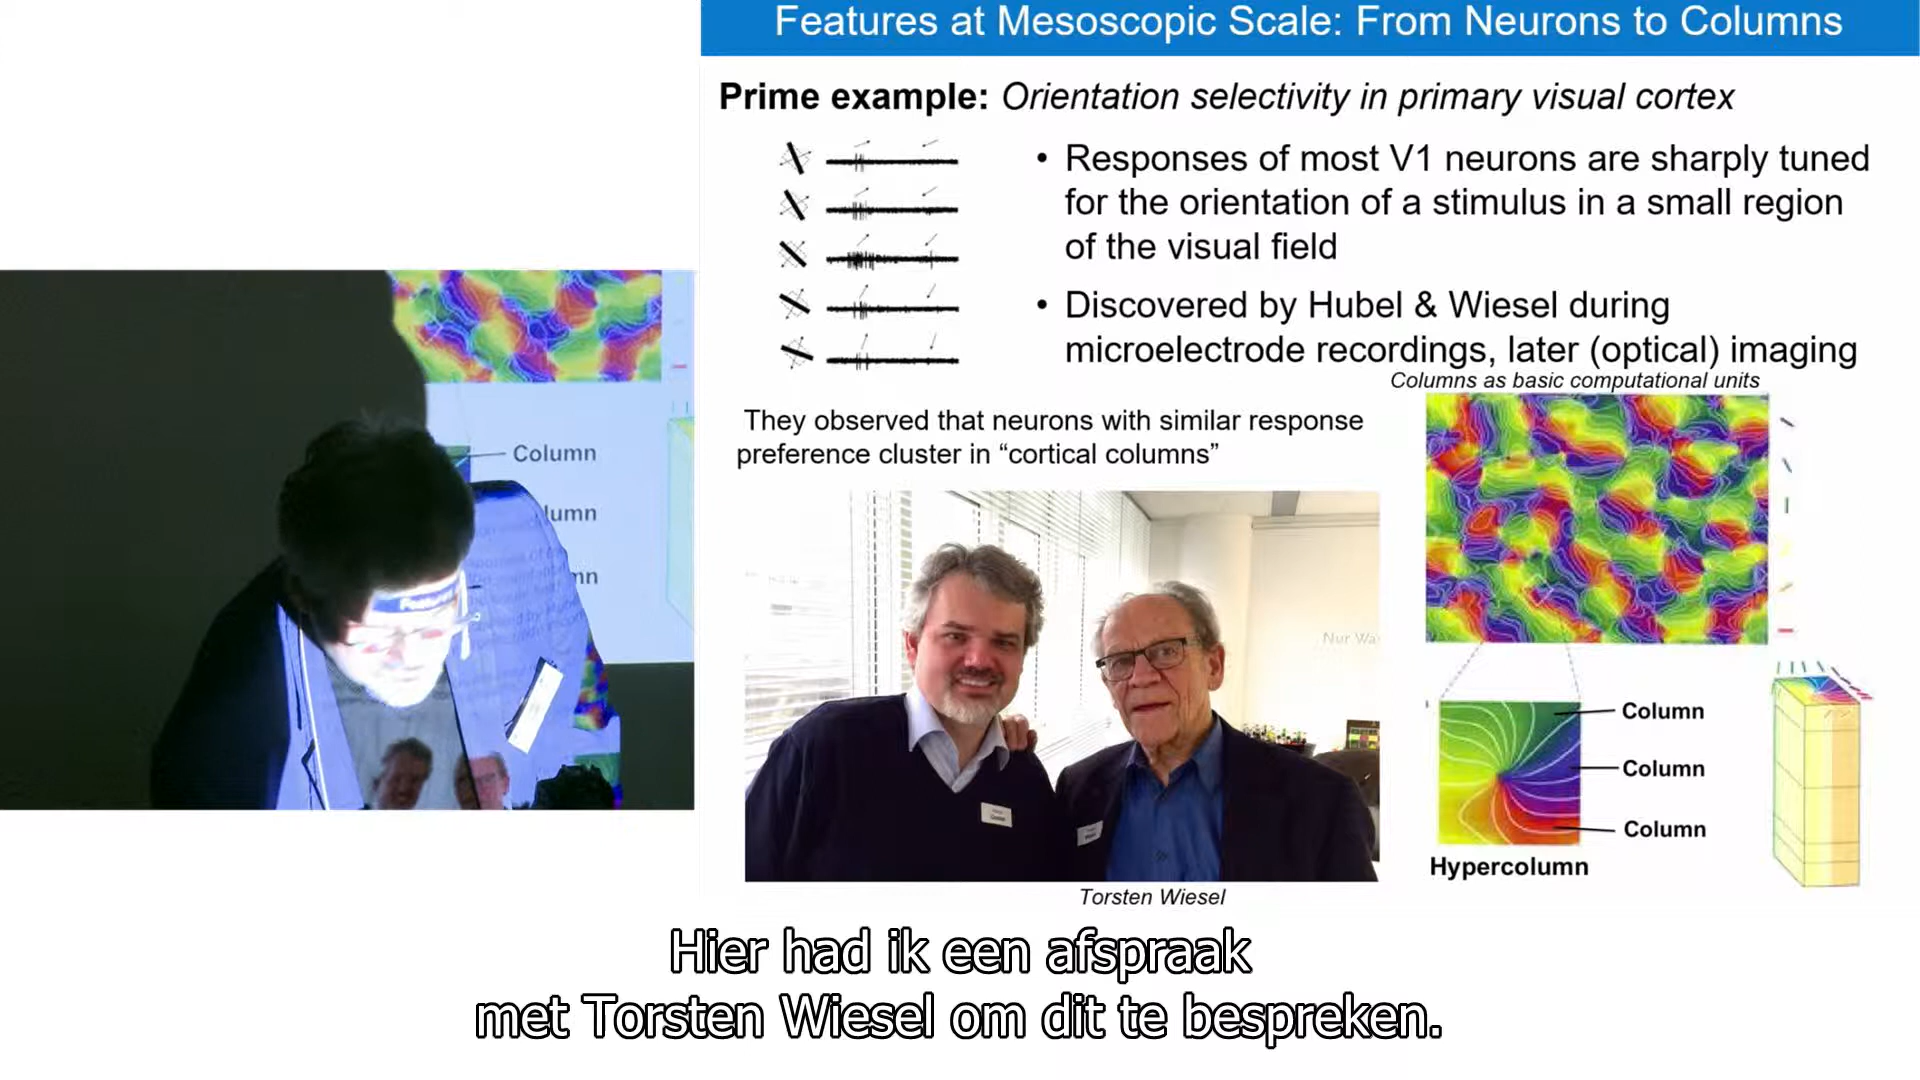 Features at Mesoscopic Scale: From Neurons to Columns
Prime example: Orientation selectivity in primary visual cortex
• Responses of most V1 neurons are sharply tuned
for the orientation of a stimulus in a small region
of the visual field
• Discovered by Hubel & Wiesel during
microelectrode recordings, later (optical) imaging
Columns as basic computational units
They observed that neurons with similar response
preference cluster in “cortical columns”
Column
lumn
mn
Features
Nur Wa
Column
Column
Column
Hypercolumn
Torsten Wiesel
Hier had ik een afspraak
met Torsten Wiesel om dit te bespreken.